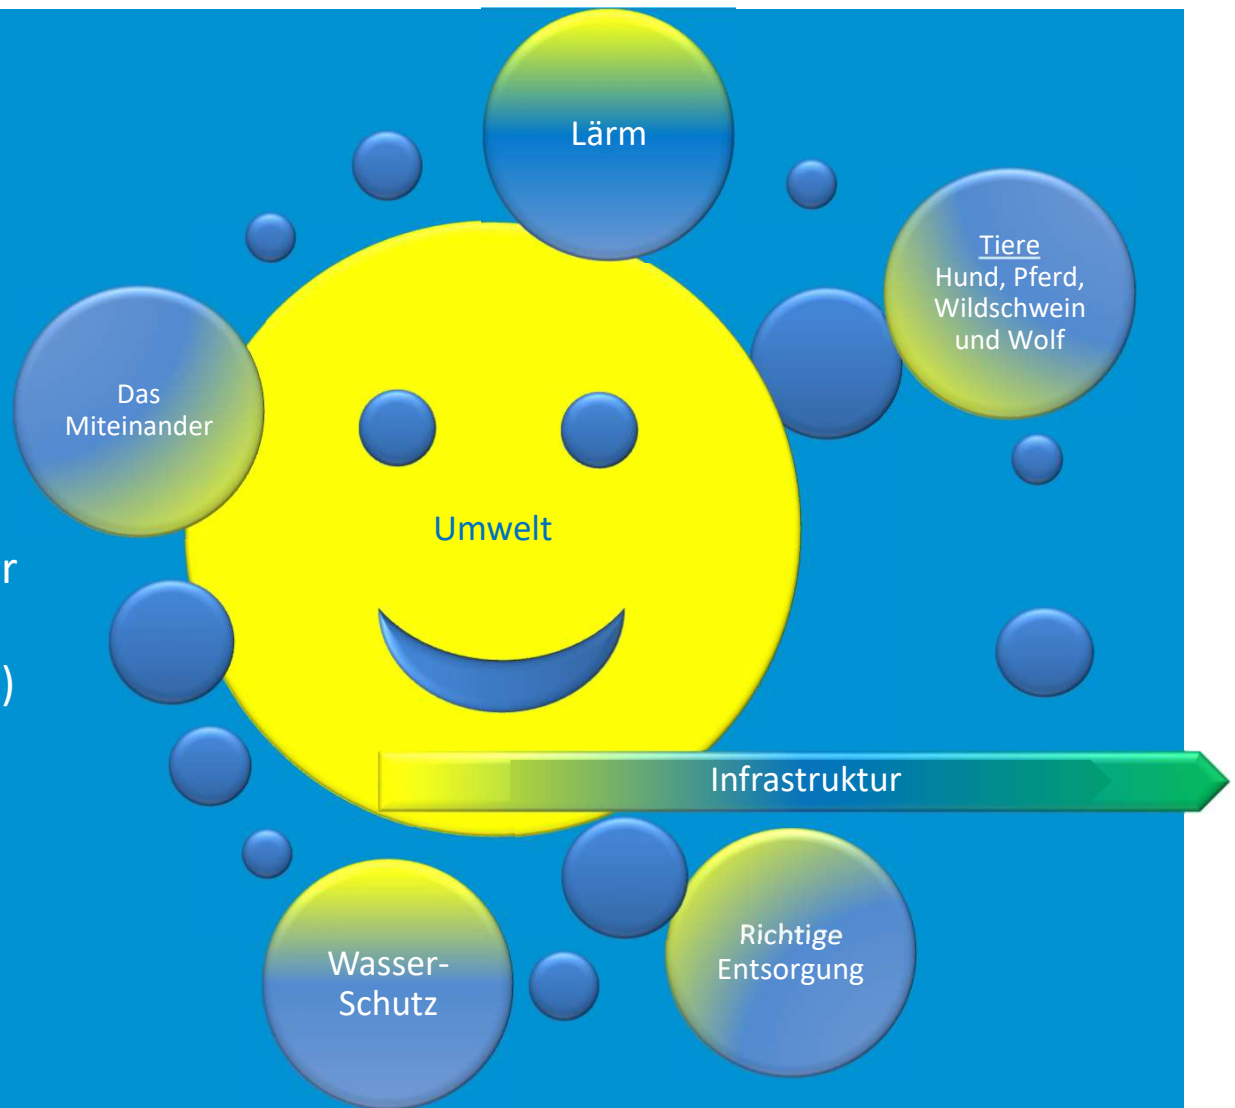 Lärm
Tiere
Hund, Pferd,
Wildschwein
und Wolf
Das
Miteinander
Umwelt
r
)
Infrastruktur
Richtige
Entsorgung
Wasser-
Schutz